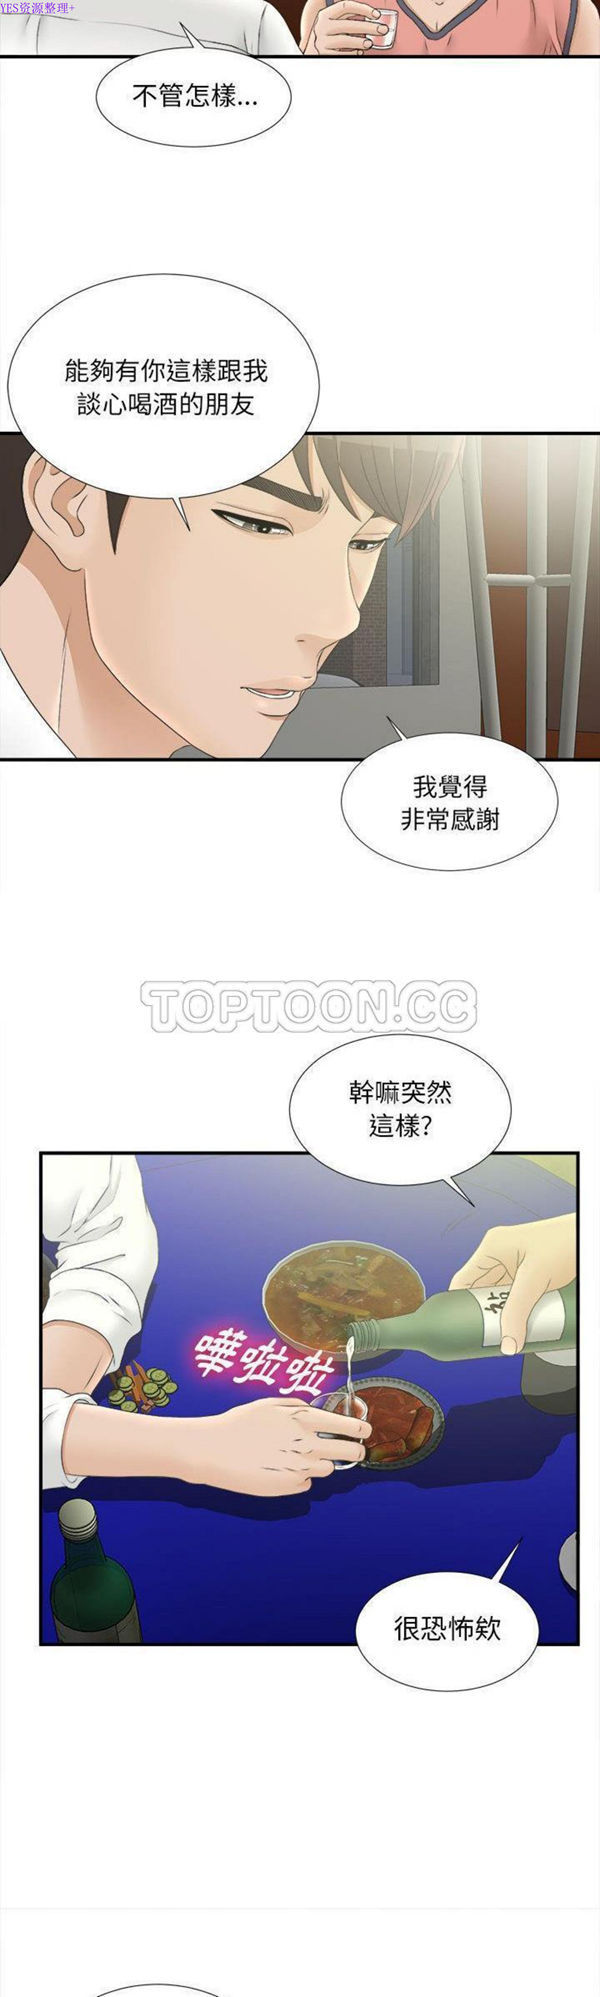 YES资源整理+
不管怎樣...
能夠有你這樣跟我
談心喝酒的朋友
我覺得
非常感謝
TOPTOON.CC
幹嘛突然
這樣?
嘩啦啦
很恐怖欸